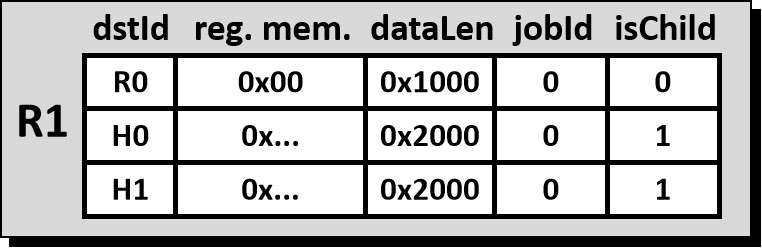 dstId reg. mem. dataLen jobId isChild
R1
R0 0x00 0x1000 0 0
H0 0x... 0x2000 0 1
H1 0x... 0x2000 0 1